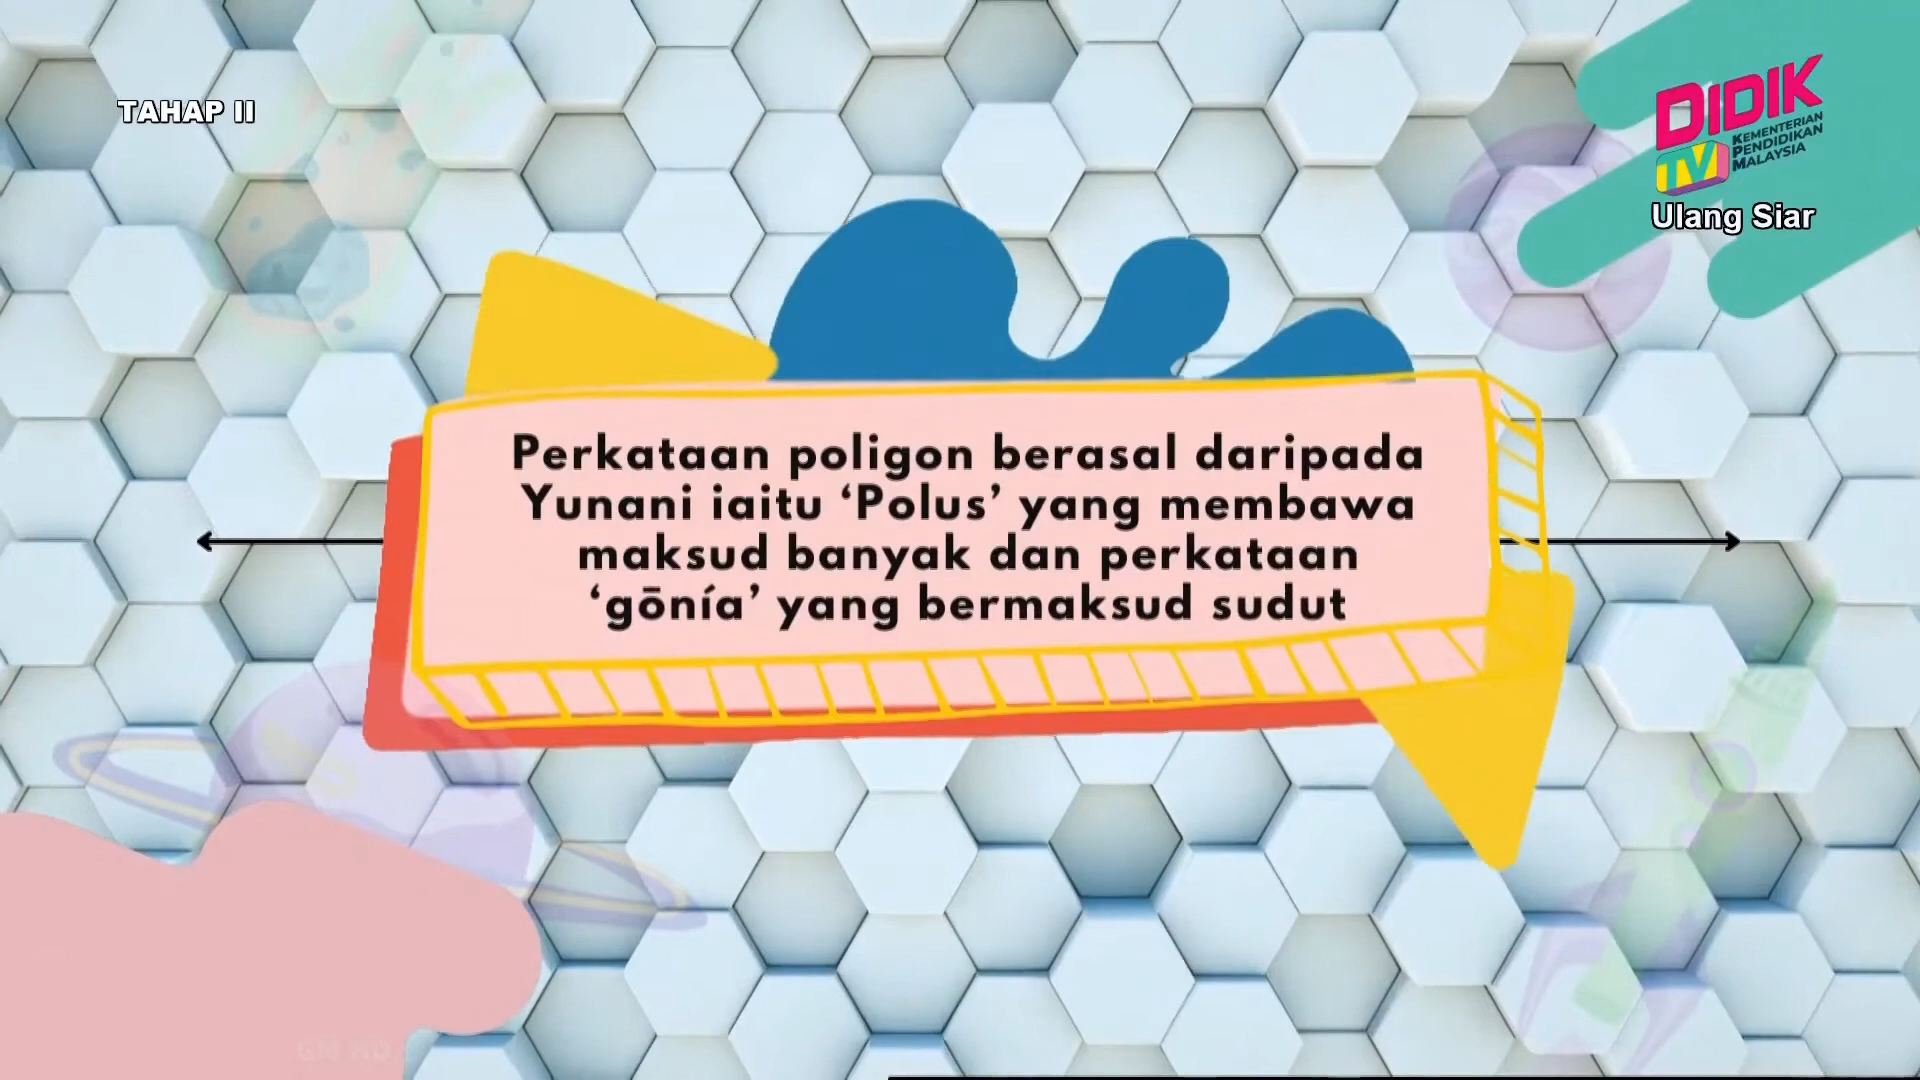 TAHAP II
DIDIK
TV
KEMENTERIAN
PENDIDIKAN
MALAYSIA
Ulang Siar
Perkataan poligon berasal daripada
Yunani iaitu ‘Polus’ yang membawa
maksud banyak dan perkataan
‘gōnía’ yang bermaksud sudut